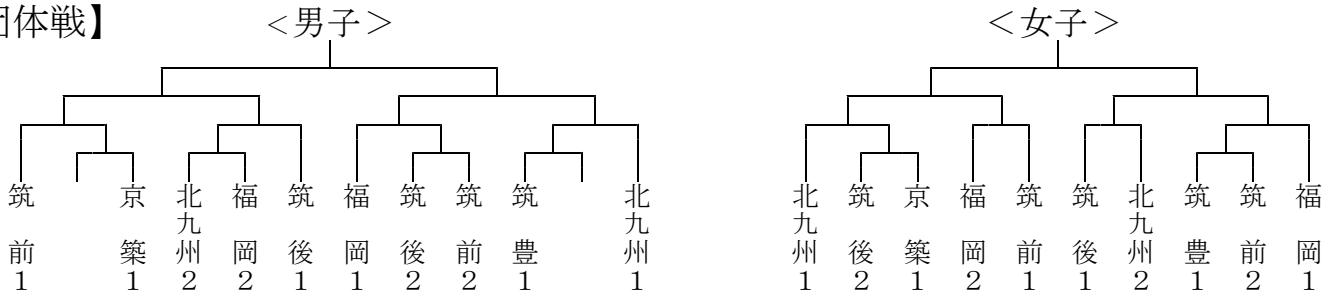 団体戦】 <男子> <女子>
筑前1
京築1
北九州2
福岡2
筑後1
福岡1
筑後2
筑前2
筑豊1
北九州1
北九州1
筑後2
京築1
福岡2
筑前1
筑後1
北九州2
筑豊1
筑前2
福岡1